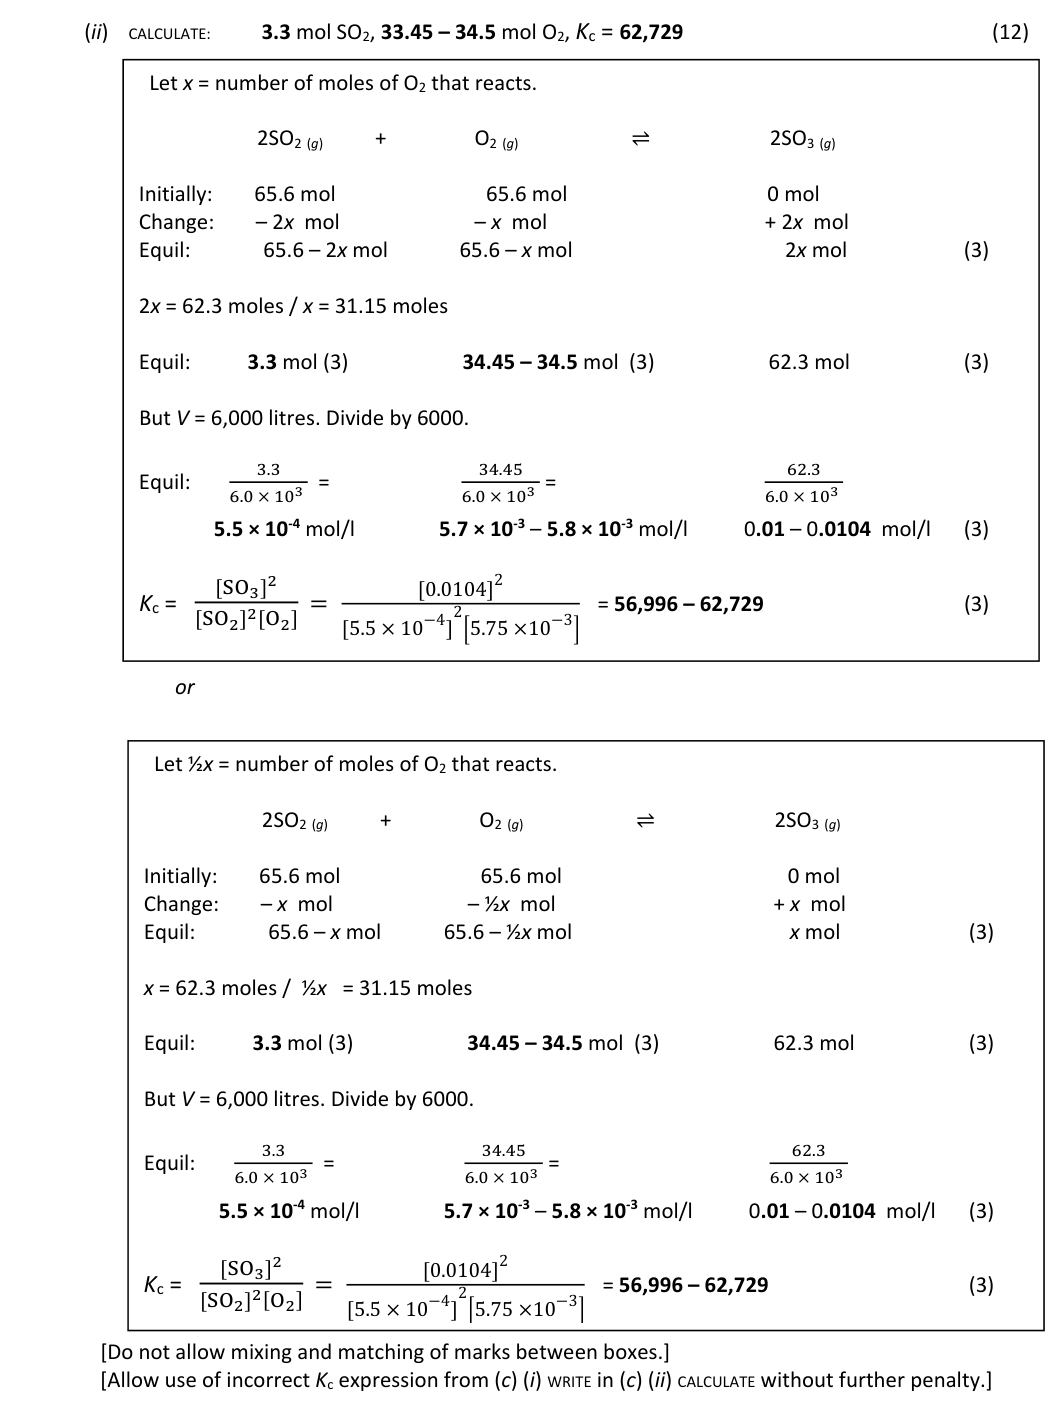 (ii) CALCULATE: 3.3 mol SO₂, 33.45 – 34.5 mol O₂, Kc = 62,729 (12)
Let x = number of moles of O₂ that reacts.
2SO₂ (g) + O₂ (g) ⇌ 2SO₃ (g)
Initially: 65.6 mol 65.6 mol 0 mol
Change: – 2x mol – x mol + 2x mol
Equil: 65.6 – 2x mol 65.6 – x mol 2x mol (3)
2x = 62.3 moles / x = 31.15 moles
Equil: 3.3 mol (3) 34.45 – 34.5 mol (3) 62.3 mol (3)
But V = 6,000 litres. Divide by 6000.
Equil: 3.3 / 6.0 × 10³ = 34.45 / 6.0 × 10³ = 62.3 / 6.0 × 10³
5.5 × 10⁻⁴ mol/l 5.7 × 10⁻³ – 5.8 × 10⁻³ mol/l 0.01 – 0.0104 mol/l (3)
Kc = [SO₃]² / [SO₂]²[O₂] = [0.0104]² / [5.5 × 10⁻⁴]²[5.75 ×10⁻³] = 56,996 – 62,729 (3)
or
Let ½x = number of moles of O₂ that reacts.
2SO₂ (g) + O₂ (g) ⇌ 2SO₃ (g)
Initially: 65.6 mol 65.6 mol 0 mol
Change: – x mol – ½x mol + x mol
Equil: 65.6 – x mol 65.6 – ½x mol x mol (3)
x = 62.3 moles / ½x = 31.15 moles
Equil: 3.3 mol (3) 34.45 – 34.5 mol (3) 62.3 mol (3)
But V = 6,000 litres. Divide by 6000.
Equil: 3.3 / 6.0 × 10³ = 34.45 / 6.0 × 10³ = 62.3 / 6.0 × 10³
5.5 × 10⁻⁴ mol/l 5.7 × 10⁻³ – 5.8 × 10⁻³ mol/l 0.01 – 0.0104 mol/l (3)
Kc = [SO₃]² / [SO₂]²[O₂] = [0.0104]² / [5.5 × 10⁻⁴]²[5.75 ×10⁻³] = 56,996 – 62,729 (3)
[Do not allow mixing and matching of marks between boxes.]
[Allow use of incorrect Kc expression from (c) (i) WRITE in (c) (ii) CALCULATE without further penalty.]